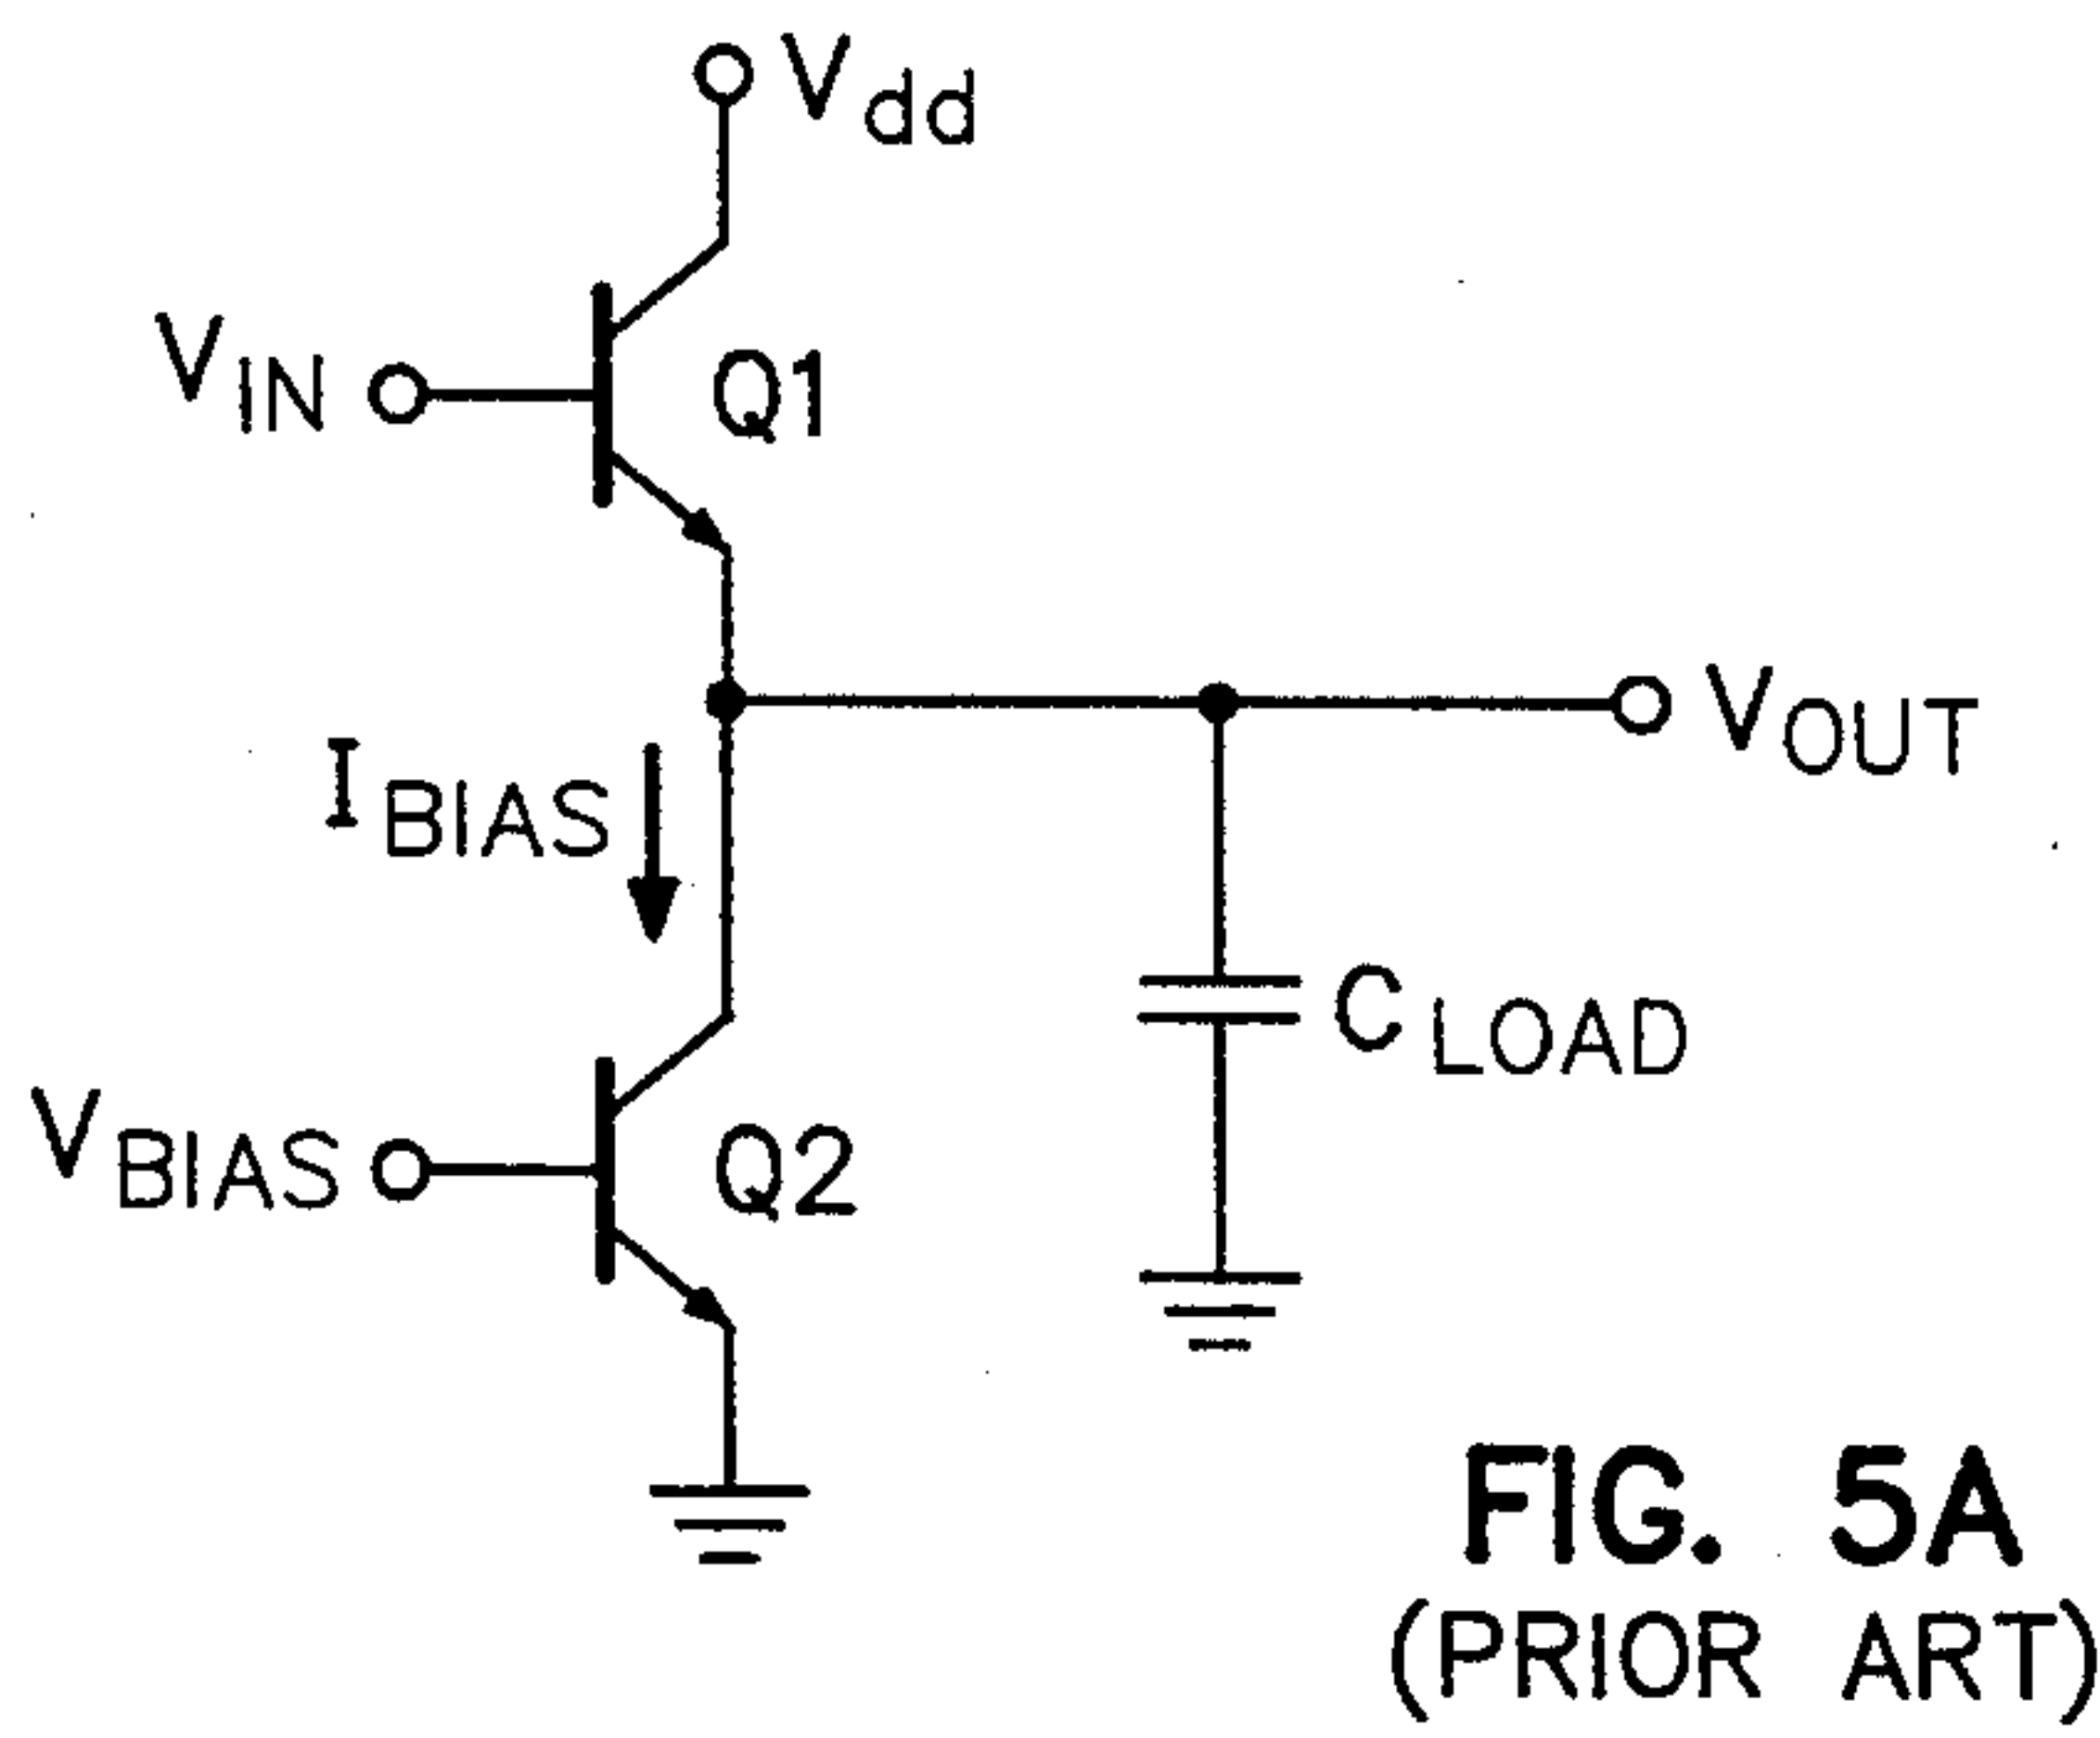 Vdd
VIN
Q1
VOUT
IBIAS
CLOAD
VBIAS
Q2
FIG. 5A
(PRIOR ART)